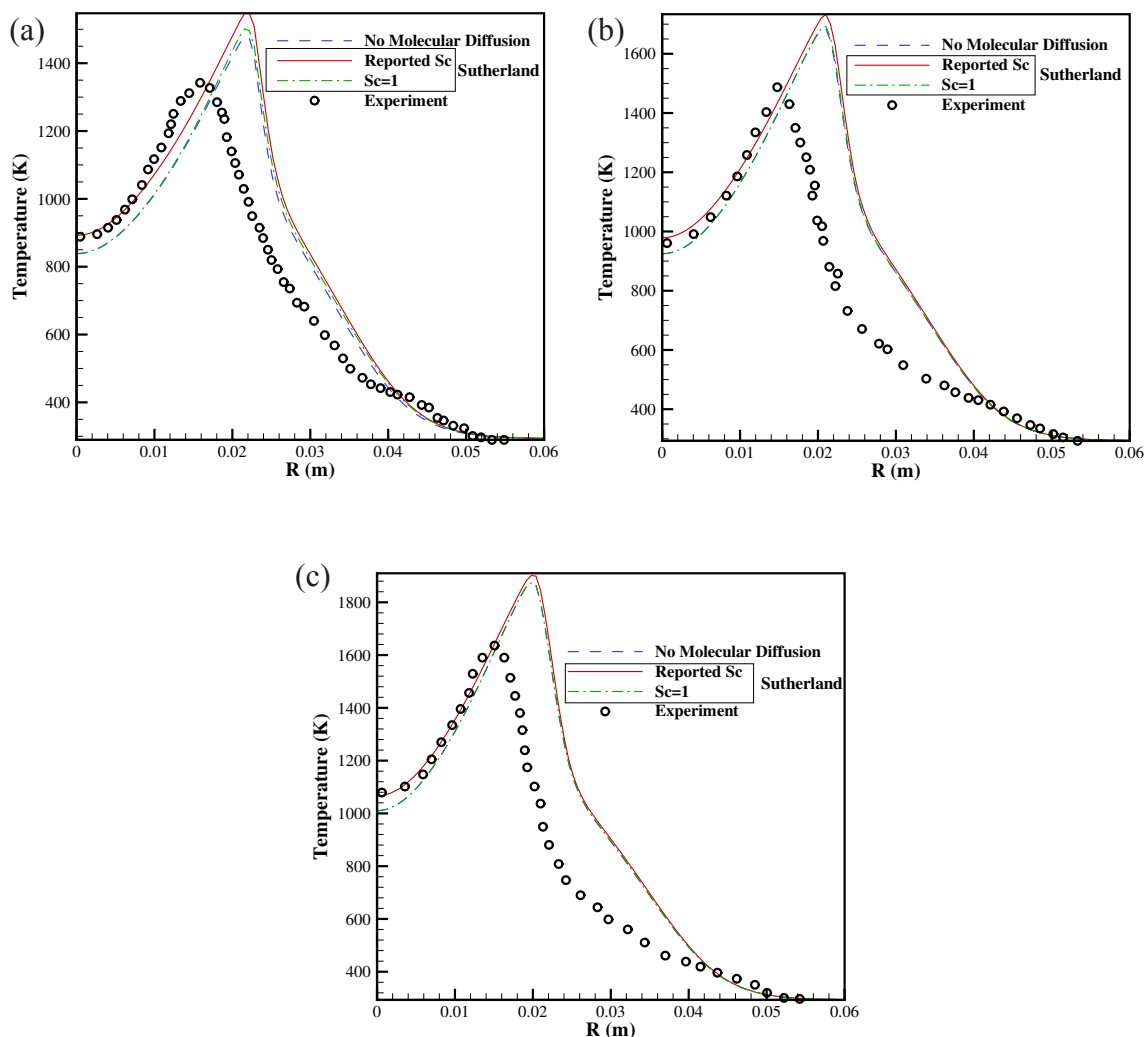 (a)
No Molecular Diffusion
Reported Sc
Sutherland
Sc=1
Experiment
Temperature (K)
1400
1200
1000
800
600
400
0
0.01
0.02
0.03
0.04
0.05
0.06
R (m)
(b)
No Molecular Diffusion
Reported Sc
Sutherland
Sc=1
Experiment
Temperature (K)
1600
1400
1200
1000
800
600
400
0
0.01
0.02
0.03
0.04
0.05
0.06
R (m)
(c)
No Molecular Diffusion
Reported Sc
Sutherland
Sc=1
Experiment
Temperature (K)
1800
1600
1400
1200
1000
800
600
400
0
0.01
0.02
0.03
0.04
0.05
0.06
R (m)